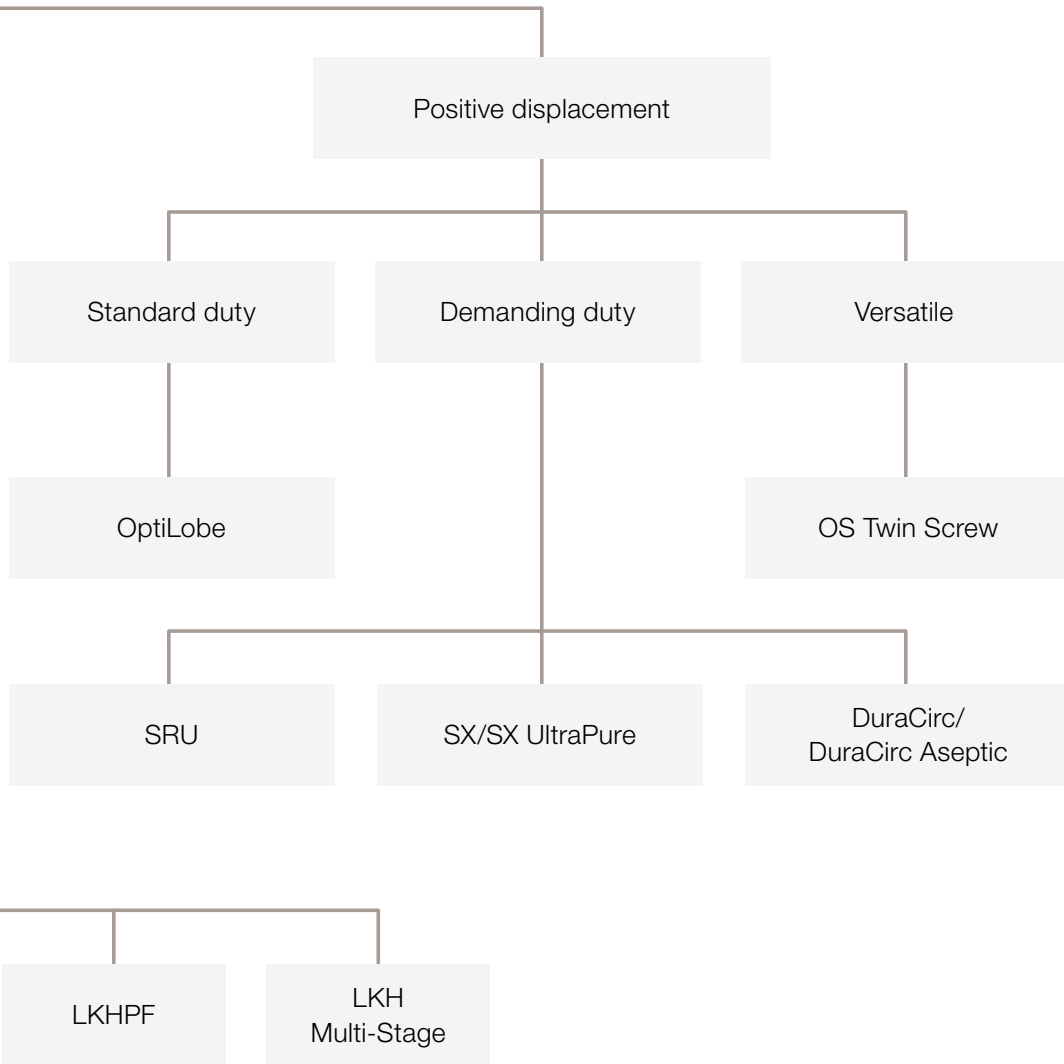 Positive displacement
Standard duty
Demanding duty
Versatile
OptiLobe
OS Twin Screw
SRU
SX/SX UltraPure
DuraCirc/
DuraCirc Aseptic
LKHPF
LKH
Multi-Stage